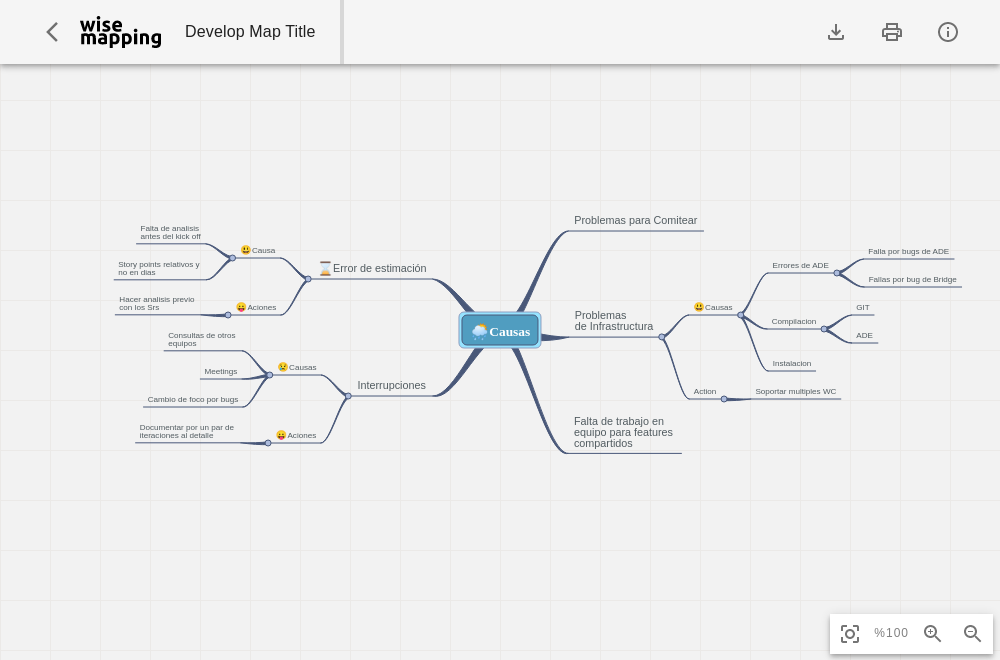 wise
mapping
Develop Map Title
Falta de analisis
antes del kick off
Story points relativos y
no en dias
😃Causa
⌛Error de estimación
Hacer analisis previo
con los Srs
😛Aciones
Consultas de otros
equipos
Meetings
Cambio de foco por bugs
😢Causas
Interrupciones
Documentar por un par de
iteraciones al detalle
😛Aciones
🌧️Causas
Problemas para Comitear
Problemas
de Infrastructura
😃Causas
Errores de ADE
Falla por bugs de ADE
Fallas por bug de Bridge
Compilacion
GIT
ADE
Instalacion
Action
Soportar multiples WC
Falta de trabajo en
equipo para features
compartidos
%100